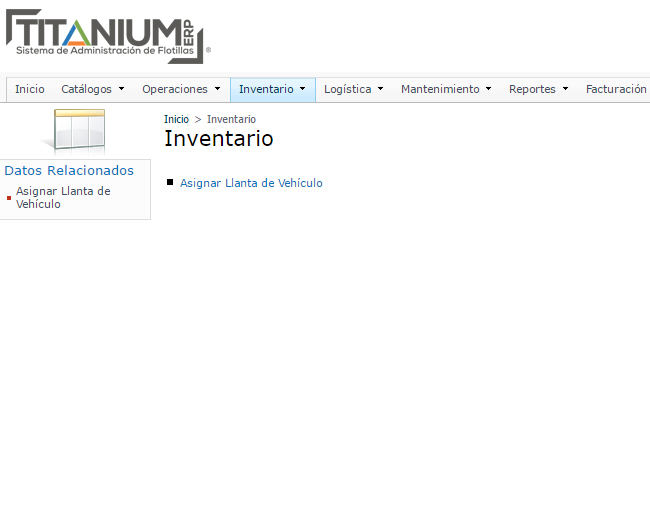 TITANIUM ERP
Sistema de Administración de Flotillas ®
Inicio Catálogos Operaciones Inventario Logística Mantenimiento Reportes Facturación
Inicio > Inventario
Inventario
Datos Relacionados
Asignar Llanta de
Vehículo
Asignar Llanta de Vehículo